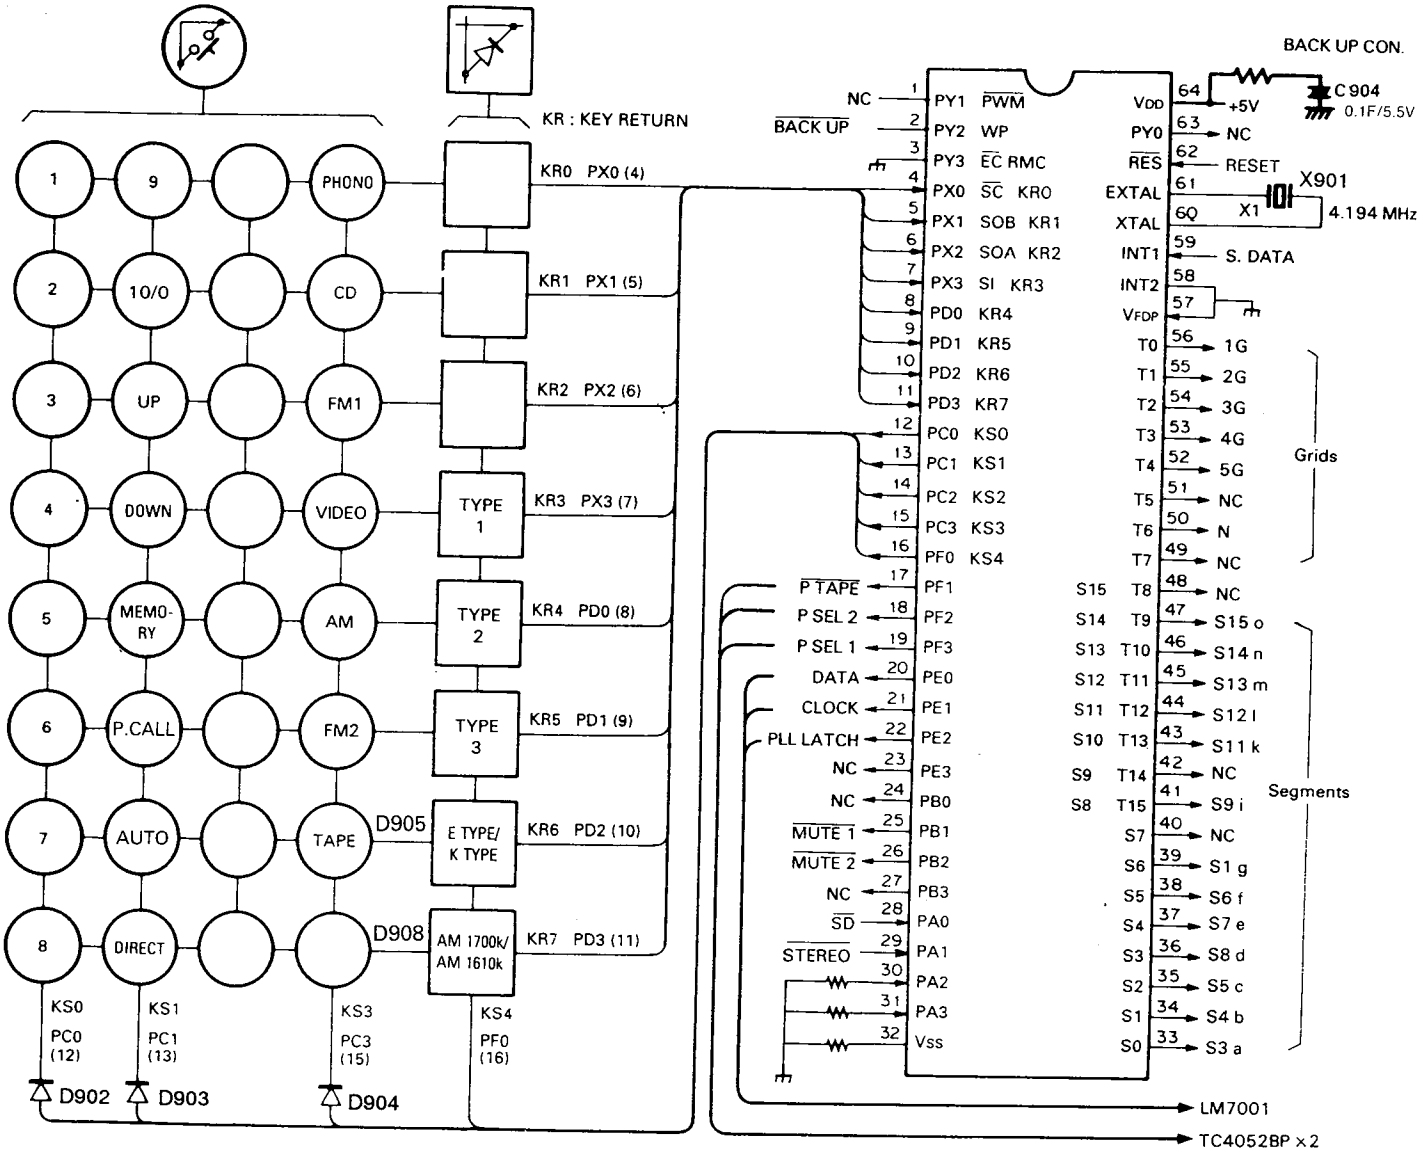 BACK UP CON.
C904
0.1F/5.5V
KR : KEY RETURN
1 9 PHONO
KR0 PX0 (4)
2 10/0 CD
KR1 PX1 (5)
3 UP FM1
KR2 PX2 (6)
4 DOWN VIDEO TYPE 1
KR3 PX3 (7)
5 MEMO-
RY
AM TYPE 2
KR4 PD0 (8)
6 P.CALL FM2 TYPE 3
KR5 PD1 (9)
7 AUTO TAPE D905
E TYPE/
K TYPE
KR6 PD2 (10)
8 DIRECT D908
AM 1700k/
AM 1610k
KR7 PD3 (11)
KS0
PC0
(12)
KS1
PC1
(13)
KS3
PC3
(15)
KS4
PF0
(16)
D902
D903
D904
NC 1 PY1 PWM
BACK UP 2 PY2 WP
3 PY3 EC RMC
4 PX0 SC KR0
5 PX1 SOB KR1
6 PX2 SOA KR2
7 PX3 SI KR3
8 PD0 KR4
9 PD1 KR5
10 PD2 KR6
11 PD3 KR7
12 PC0 KS0
13 PC1 KS1
14 PC2 KS2
15 PC3 KS3
16 PF0 KS4
P TAPE 17 PF1
P SEL 2 18 PF2
P SEL 1 19 PF3
DATA 20 PE0
CLOCK 21 PE1
PLL LATCH 22 PE2
NC 23 PE3
NC 24 PB0
MUTE 1 25 PB1
MUTE 2 26 PB2
NC 27 PB3
SD 28 PA0
STEREO 29 PA1
30 PA2
31 PA3
32 VSS
VDD 64 +5V
PY0 63 NC
RES 62 RESET
EXTAL 61 X1 X901
XTAL 60 4.194 MHz
INT1 59 S. DATA
INT2 58
VFDP 57
T0 56 1G
T1 55 2G
T2 54 3G
T3 53 4G
T4 52 5G
T5 51 NC
T6 50 N
T7 49 NC
Grids
S15 T8 48 NC
S14 T9 47 S15 o
S13 T10 46 S14 n
S12 T11 45 S13 m
S11 T12 44 S12 l
S10 T13 43 S11 k
S9 T14 42 NC
S8 T15 41 S9 i
S7 40 NC
S6 39 S1 g
S5 38 S6 f
S4 37 S7 e
S3 36 S8 d
S2 35 S5 c
S1 34 S4 b
S0 33 S3 a
Segments
LM7001
TC4052BP ×2